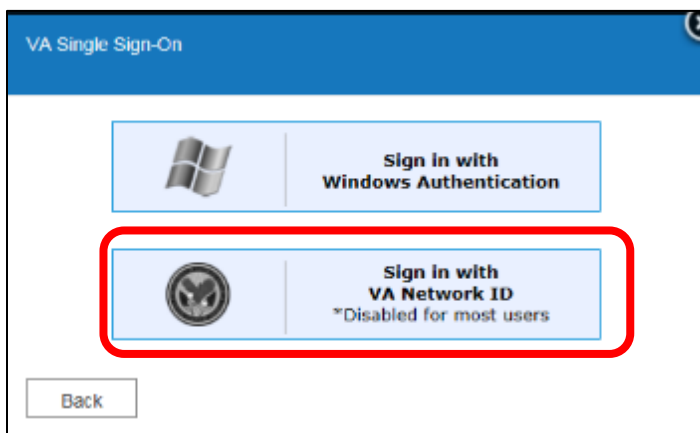 VA Single Sign-On
Sign in with
Windows Authentication
Sign in with
VA Network ID
*Disabled for most users
Back